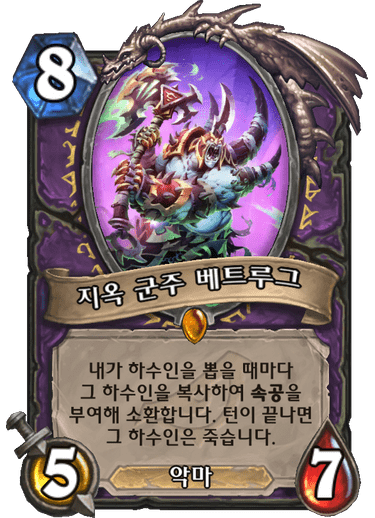 8
지옥 군주 베트루그
내가 하수인을 뽑을 때마다
그 하수인을 복사하여 속공을
부여해 소환합니다. 턴이 끝나면
그 하수인은 죽습니다.
5
악마
7